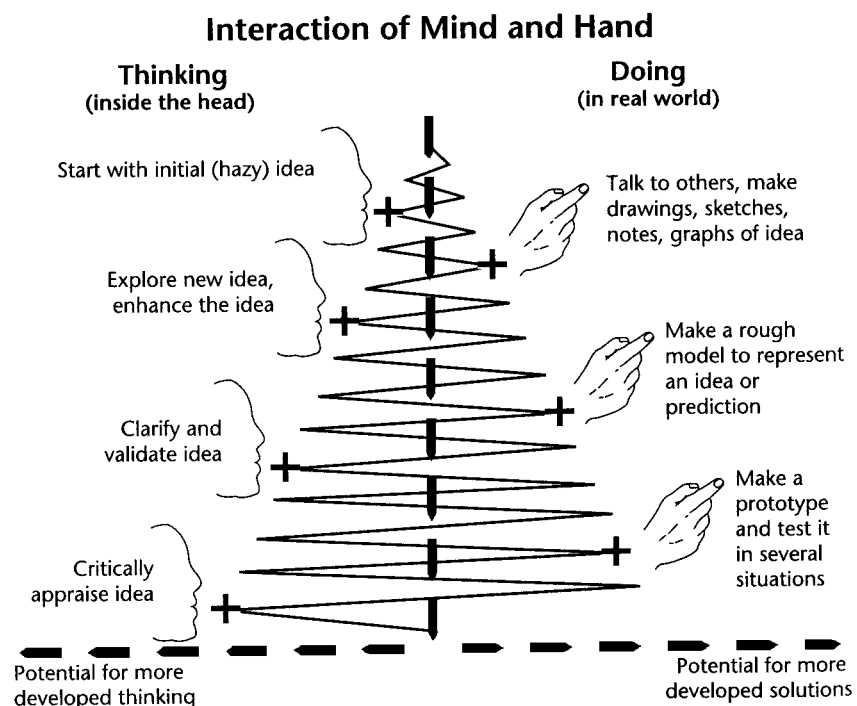 Interaction of Mind and Hand
Thinking
(inside the head)
Doing
(in real world)
Start with initial (hazy) idea
Talk to others, make
drawings, sketches,
notes, graphs of idea
Explore new idea,
enhance the idea
Make a rough
model to represent
an idea or
prediction
Clarify and
validate idea
Make a
prototype
and test it
in several
situations
Critically
appraise idea
Potential for more
developed thinking
Potential for more
developed solutions